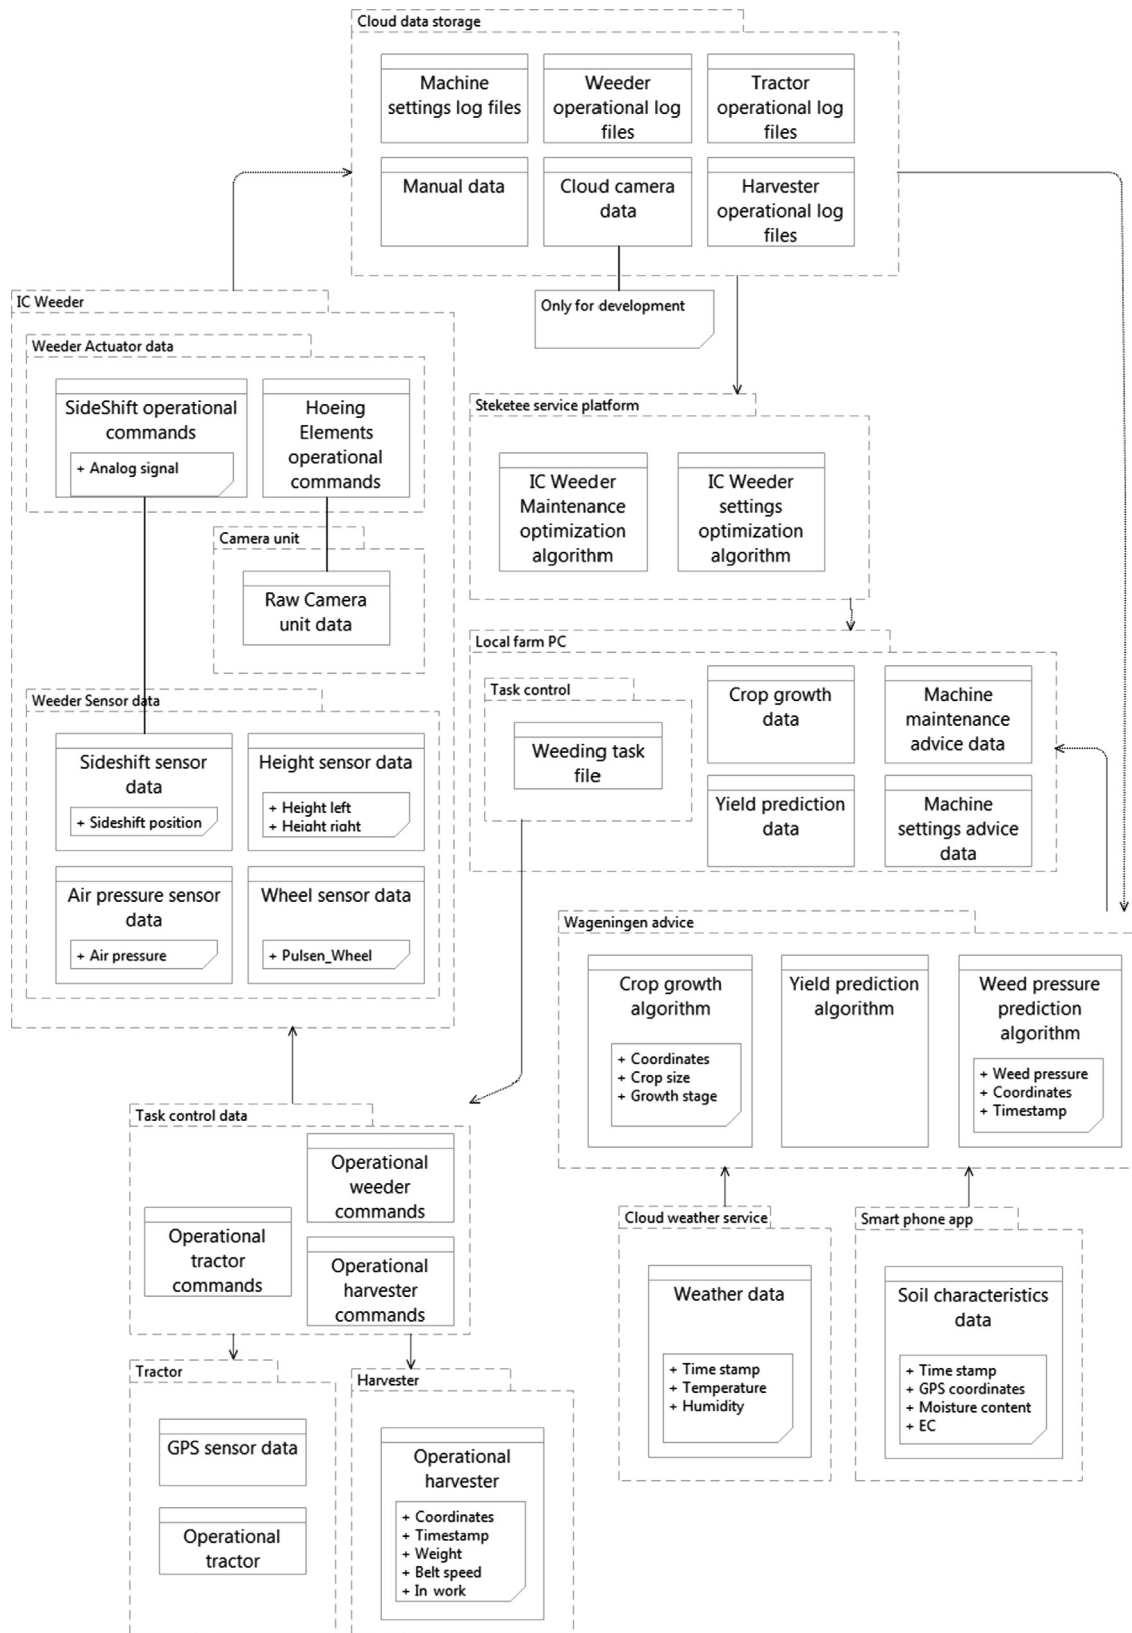 Cloud data storage
Machine
settings log files
Weeder
operational log
files
Tractor
operational log
files
Manual data
Cloud camera
data
Harvester
operational log
files
Only for development
IC Weeder
Weeder Actuator data
SideShift operational
commands
+ Analog signal
Hoeing
Elements
operational
commands
Camera unit
Raw Camera
unit data
Weeder Sensor data
Sideshift sensor
data
+ Sideshift position
Height sensor data
+ Height left
+ Height right
Air pressure sensor
data
+ Air pressure
Wheel sensor data
+ Pulsen_Wheel
Steketee service platform
IC Weeder
Maintenance
optimization
algorithm
IC Weeder
settings
optimization
algorithm
Local farm PC
Task control
Weeding task
file
Crop growth
data
Machine
maintenance
advice data
Yield prediction
data
Machine
settings advice
data
Wageningen advice
Crop growth
algorithm
+ Coordinates
+ Crop size
+ Growth stage
Yield prediction
algorithm
Weed pressure
prediction
algorithm
+ Weed pressure
+ Coordinates
+ Timestamp
Task control data
Operational
weeder
commands
Operational
tractor
commands
Operational
harvester
commands
Cloud weather service
Weather data
+ Time stamp
+ Temperature
+ Humidity
Smart phone app
Soil characteristics
data
+ Time stamp
+ GPS coordinates
+ Moisture content
+ EC
Tractor
GPS sensor data
Operational
tractor
Harvester
Operational
harvester
+ Coordinates
+ Timestamp
+ Weight
+ Belt speed
+ In work